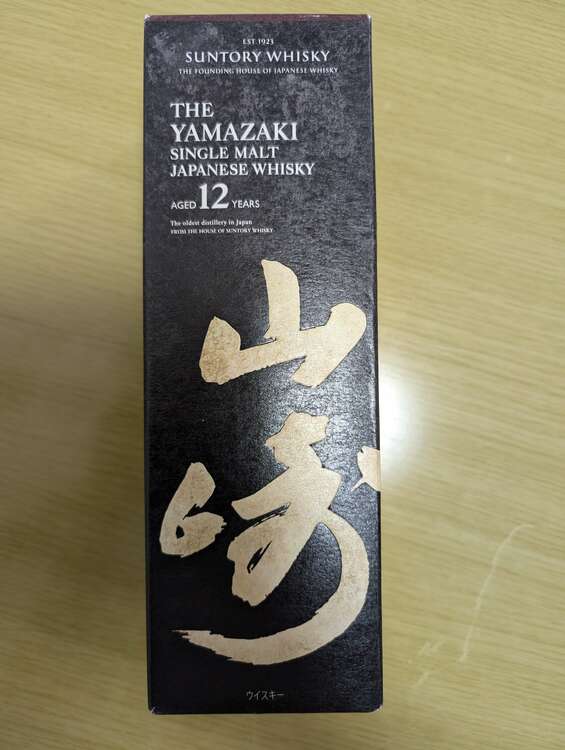 EST 1923
SUNTORY WHISKY
THE FOUNDING HOUSE OF JAPANESE WHISKY
THE
YAMAZAKI
SINGLE MALT
JAPANESE WHISKY
AGED 12 YEARS
The oldest distillery in Japan
FROM THE HOUSE OF SUNTORY WHISKY
山崎
ウイスキー